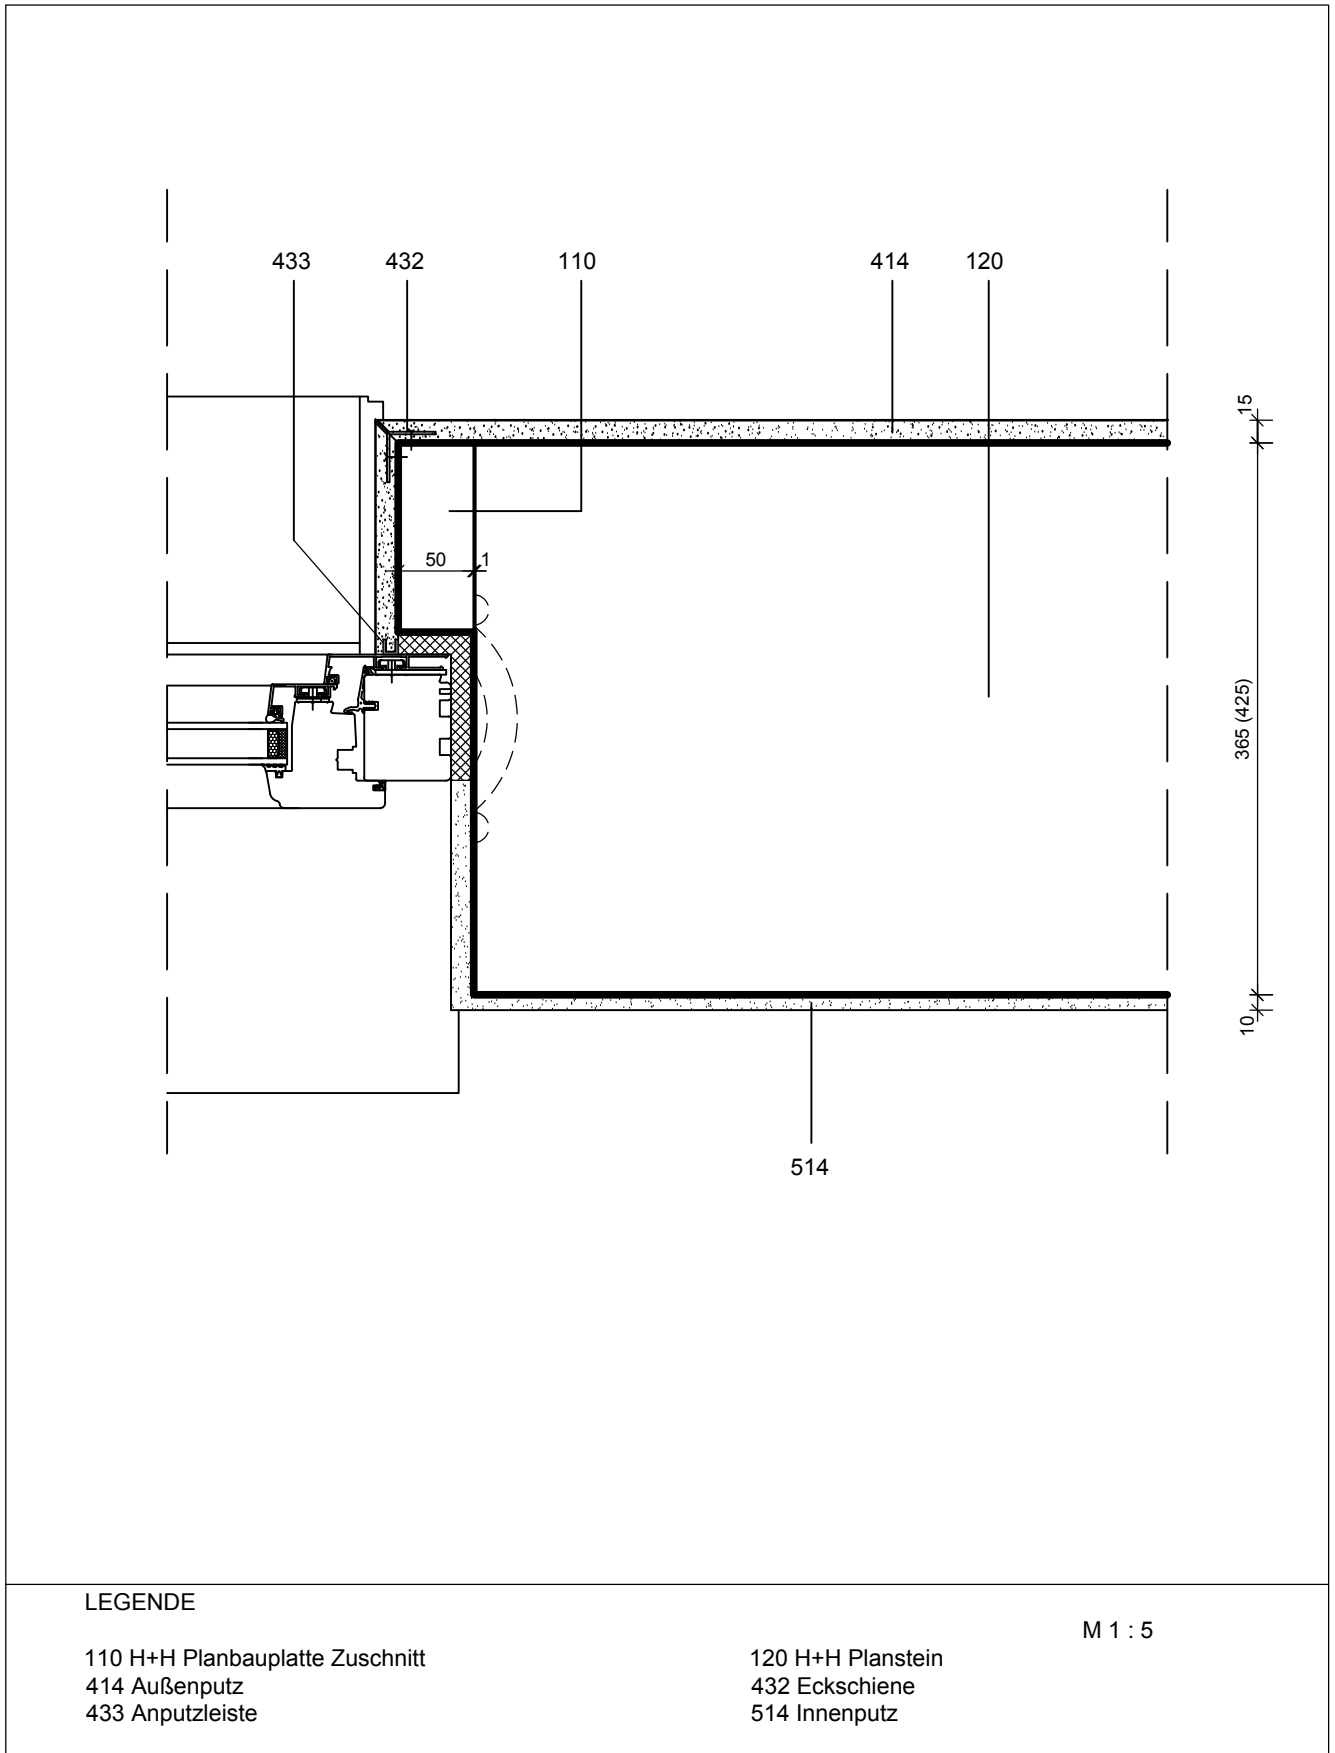 433 432 110 414 120
15
50 1
365 (425)
10
514
LEGENDE
M 1 : 5
110 H+H Planbauplatte Zuschnitt
120 H+H Planstein
414 Außenputz
432 Eckschiene
433 Anputzleiste
514 Innenputz